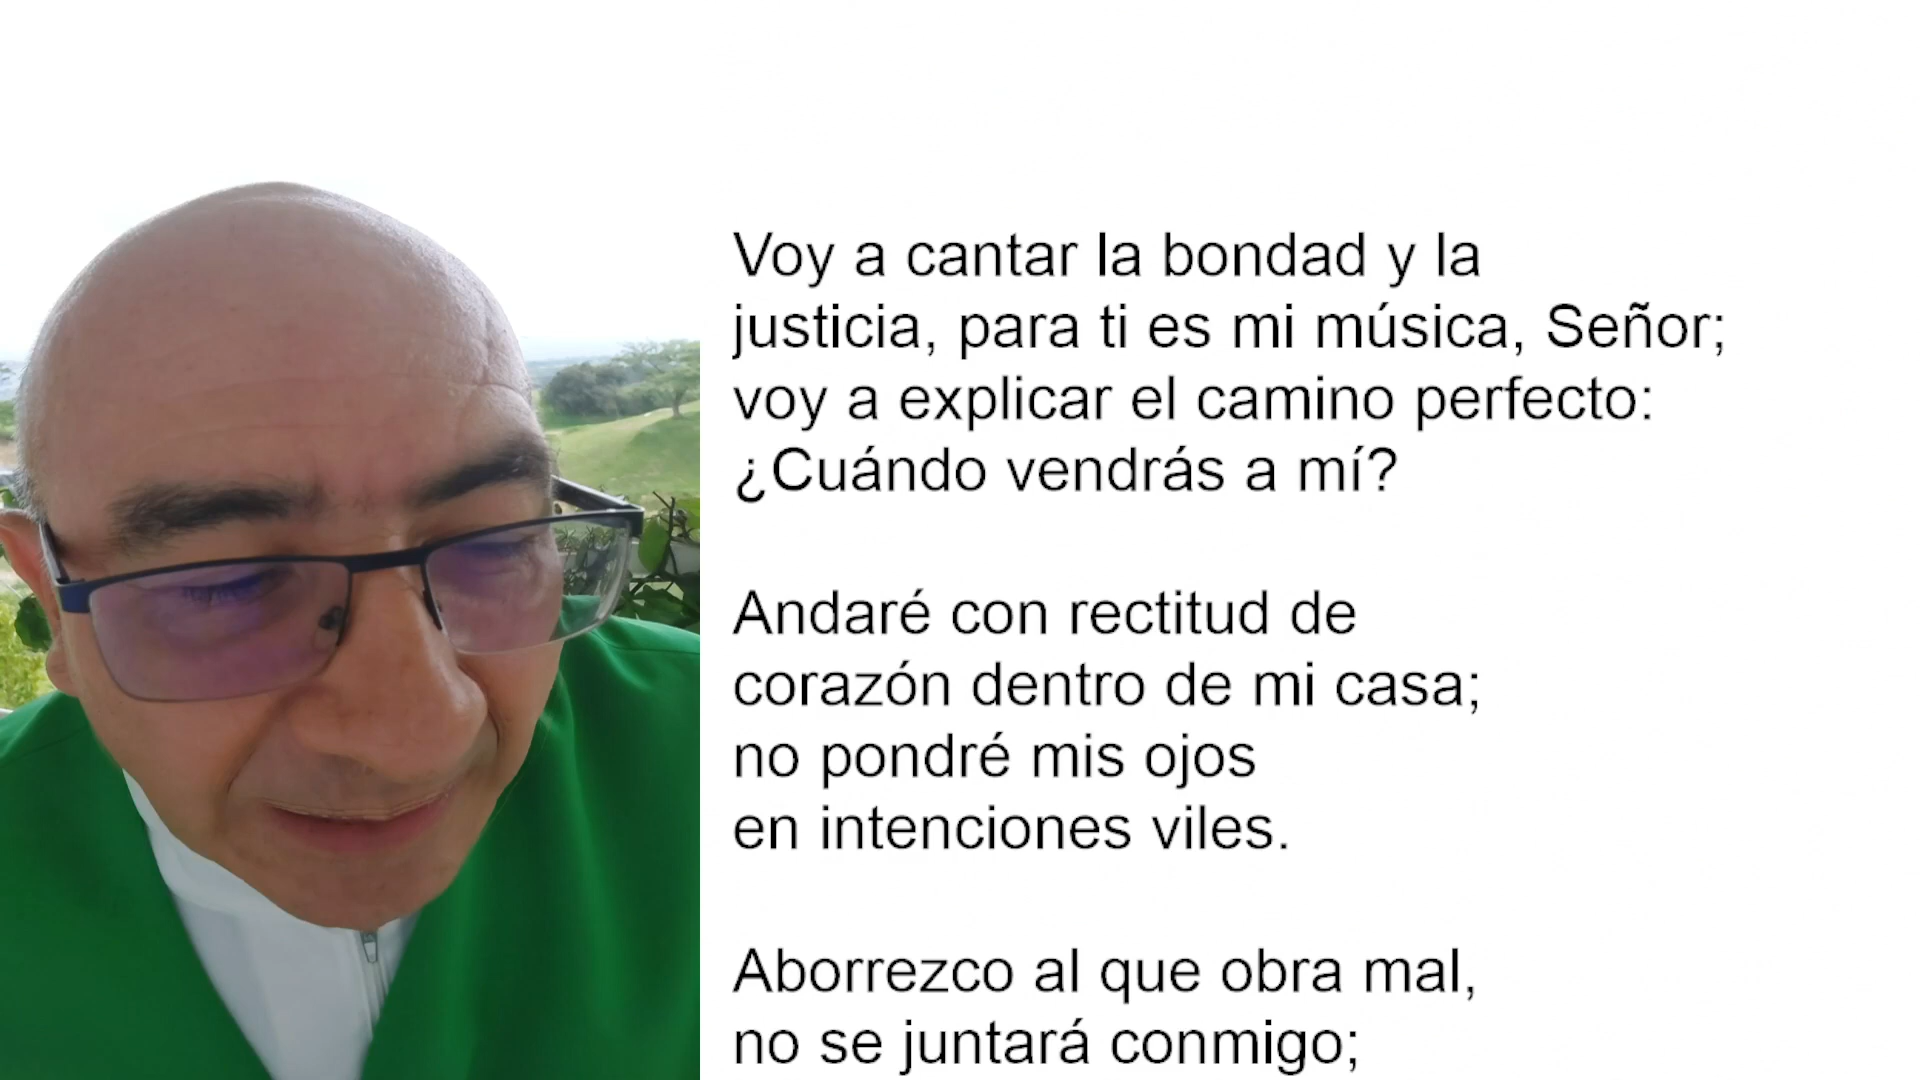 Voy a cantar la bondad y la
justicia, para ti es mi música, Señor;
voy a explicar el camino perfecto:
¿Cuándo vendrás a mí?
Andaré con rectitud de
corazón dentro de mi casa;
no pondré mis ojos
en intenciones viles.
Aborrezco al que obra mal,
no se juntará conmigo;